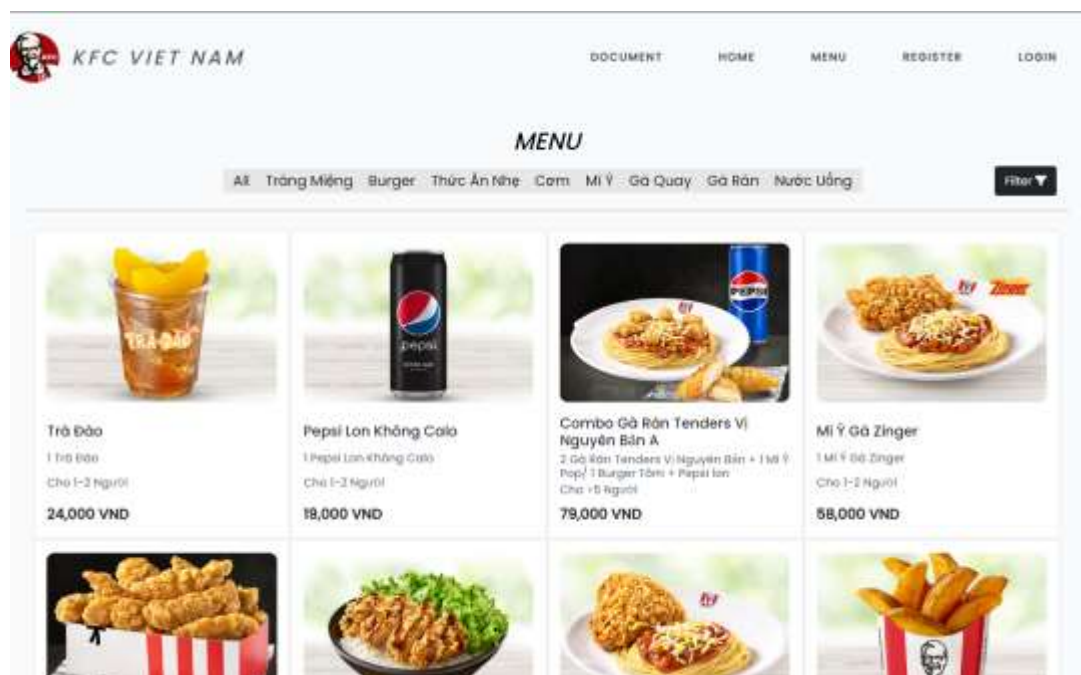 KFC VIET NAM
DOCUMENT HOME MENU REGISTER LOGIN
MENU
All Tráng Miệng Burger Thức Ăn Nhẹ Cơm Mì Ý Gà Quay Gà Rán Nước Uống
Filter
TRÀ ĐÀO
pepsi
PEPSI
Zinger
Trà Đào
1 Trà Đào
Cho 1-2 Người
24,000 VND
Pepsi Lon Không Calo
1 Pepsi Lon Không Calo
Cho 1-2 Người
19,000 VND
Combo Gà Rán Tenders Vị
Nguyên Bản A
2 Gà Rán Tenders Vị Nguyên Bản + 1 Mì Ý
Pop/ 1 Burger Tôm + Pepsi lon
Cho >5 Người
79,000 VND
Mì Ý Gà Zinger
1 Mì Ý Gà Zinger
Cho 1-2 Người
58,000 VND